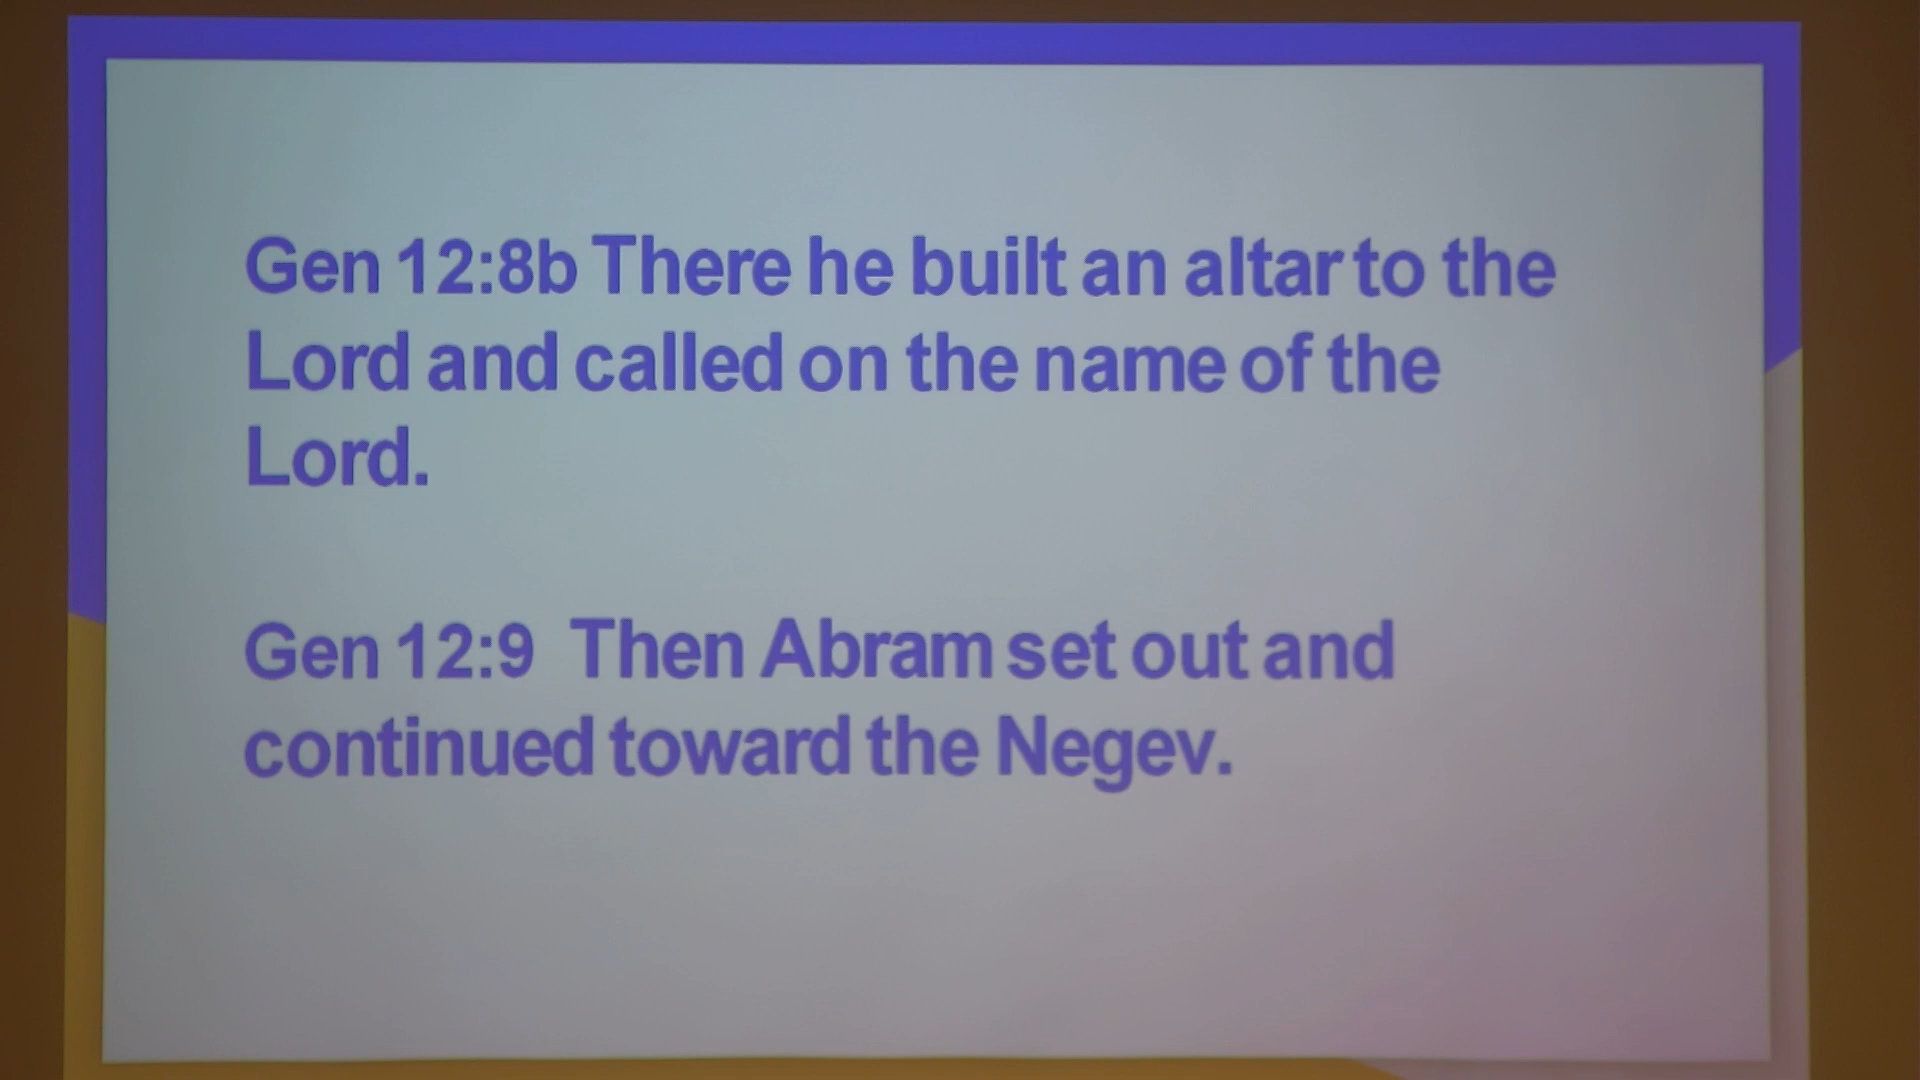 Gen 12:8b There he built an altar to the
Lord and called on the name of the
Lord.
Gen 12:9  Then Abram set out and
continued toward the Negev.